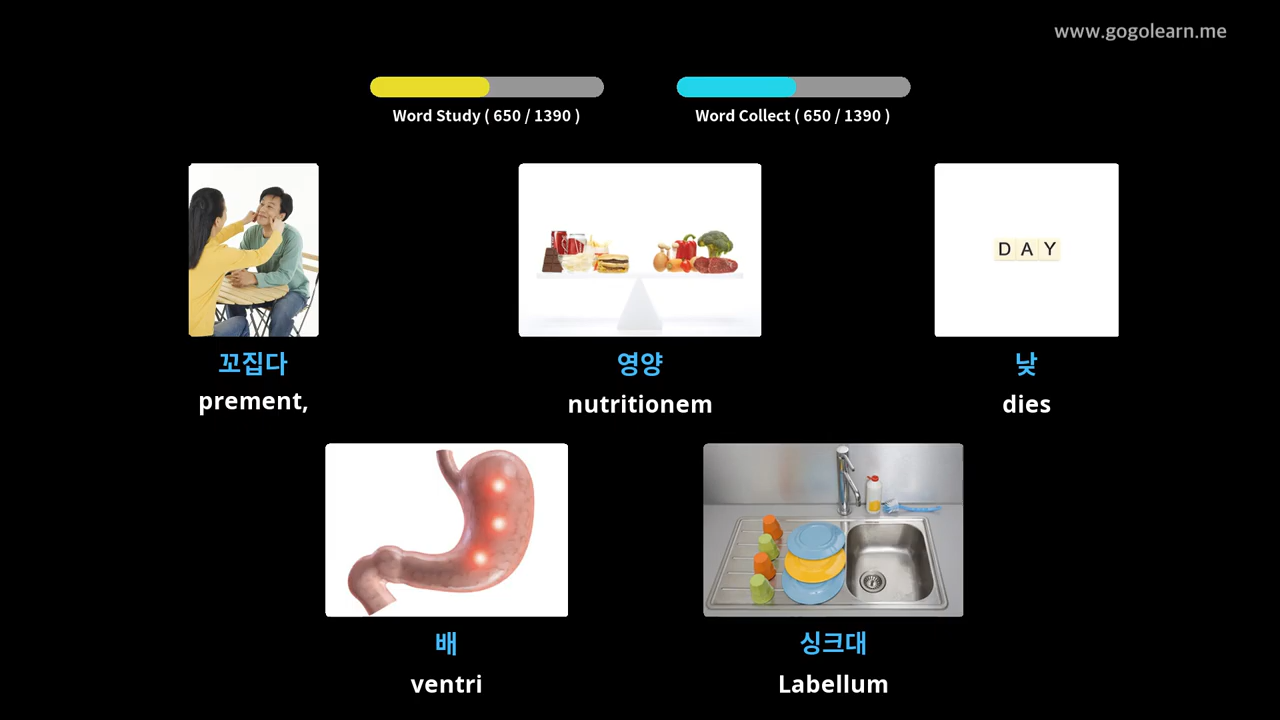 www.gogolearn.me
Word Study ( 650 / 1390 )
Word Collect ( 650 / 1390 )
D A Y
꼬집다
영양
낮
prement,
nutritionem
dies
배
싱크대
ventri
Labellum